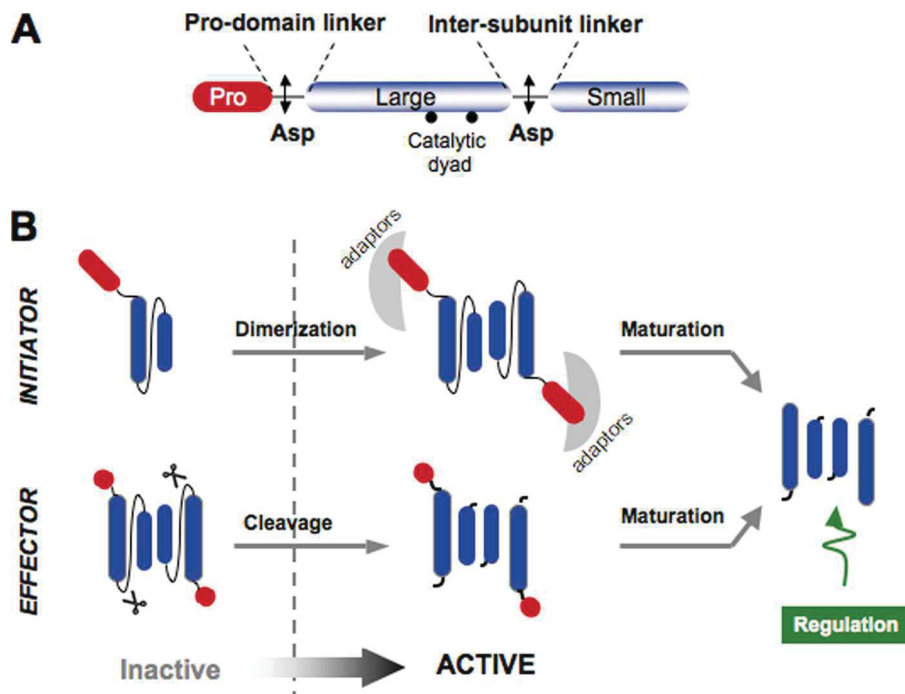 A
Pro-domain linker
Inter-subunit linker
Pro
Large
Small
Asp
Catalytic
dyad
Asp
B
INITIATOR
adaptors
Dimerization
Maturation
adaptors
EFFECTOR
Cleavage
Maturation
Regulation
Inactive
ACTIVE